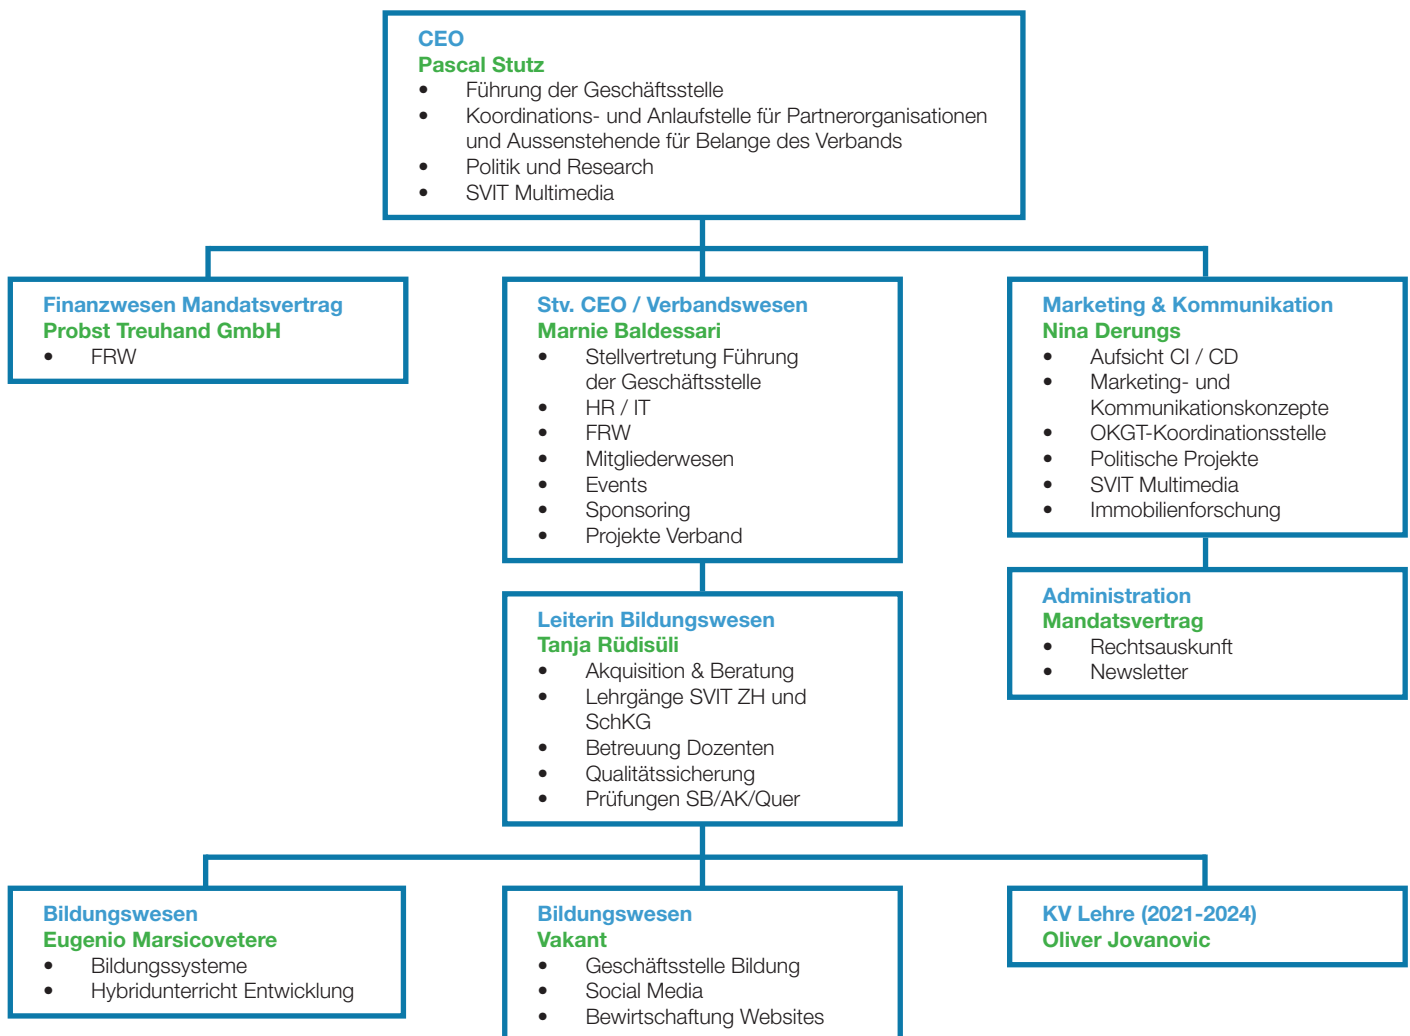 CEO
Pascal Stutz
• Führung der Geschäftsstelle
• Koordinations- und Anlaufstelle für Partnerorganisationen
und Aussenstehende für Belange des Verbands
• Politik und Research
• SVIT Multimedia
Finanzwesen Mandatsvertrag
Probst Treuhand GmbH
• FRW
Stv. CEO / Verbandswesen
Marnie Baldessari
• Stellvertretung Führung
der Geschäftsstelle
• HR / IT
• FRW
• Mitgliederwesen
• Events
• Sponsoring
• Projekte Verband
Marketing & Kommunikation
Nina Derungs
• Aufsicht CI / CD
• Marketing- und
Kommunikationskonzepte
• OKGT-Koordinationsstelle
• Politische Projekte
• SVIT Multimedia
• Immobilienforschung
Leiterin Bildungswesen
Tanja Rüdisüli
• Akquisition & Beratung
• Lehrgänge SVIT ZH und
SchKG
• Betreuung Dozenten
• Qualitätssicherung
• Prüfungen SB/AK/Quer
Administration
Mandatsvertrag
• Rechtsauskunft
• Newsletter
Bildungswesen
Eugenio Marsicovetere
• Bildungssysteme
• Hybridunterricht Entwicklung
Bildungswesen
Vakant
• Geschäftsstelle Bildung
• Social Media
• Bewirtschaftung Websites
KV Lehre (2021-2024)
Oliver Jovanovic